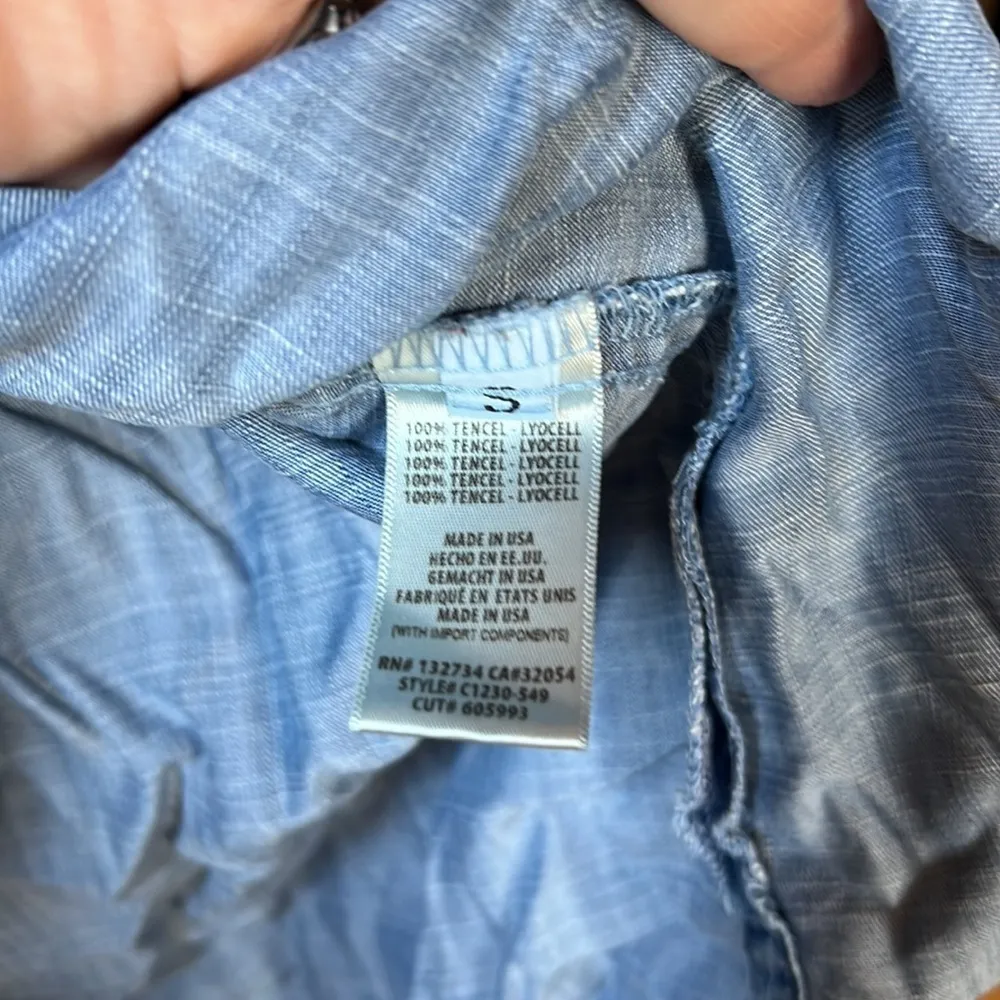 S
100% TENCEL - LYOCELL
100% TENCEL - LYOCELL
100% TENCEL - LYOCELL
100% TENCEL - LYOCELL
100% TENCEL - LYOCELL
MADE IN USA
HECHO EN EE.UU.
GEMACHT IN USA
FABRIQUÉ EN ETATS UNIS
MADE IN USA
(WITH IMPORT COMPONENTS)
RN# 132734 CA#32054
STYLE# C1230-549
CUT# 605993